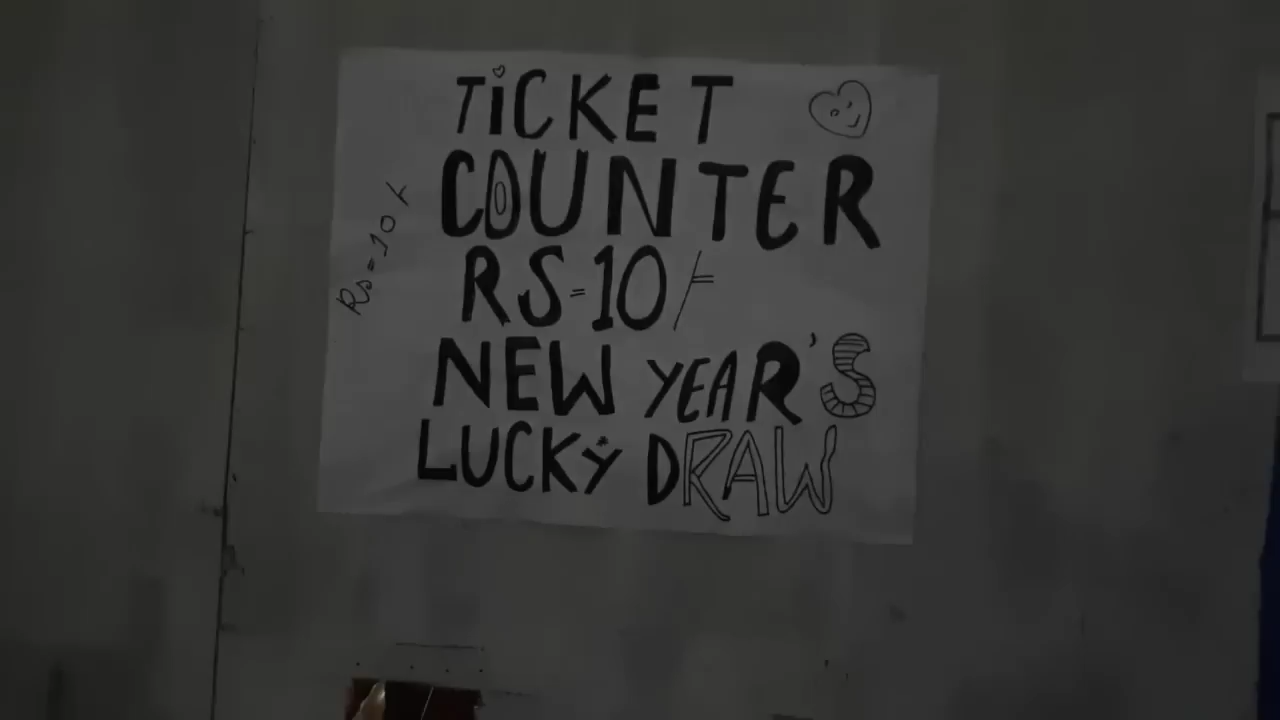 TiCKET
COUNTER
RS=10/=
NEW YEAR'S
LUCKY DRAW
Rs=10/-